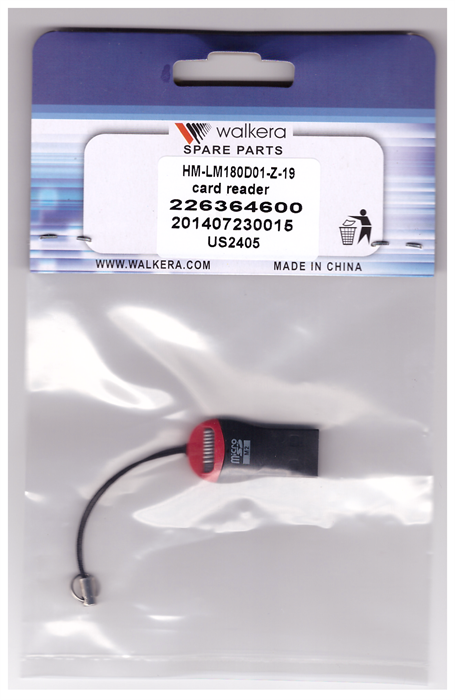 walkera
SPARE PARTS
HM-LM180D01-Z-19
card reader
226364600
201407230015
US2405
WWW.WALKERA.COM MADE IN CHINA
micro
SD
M2